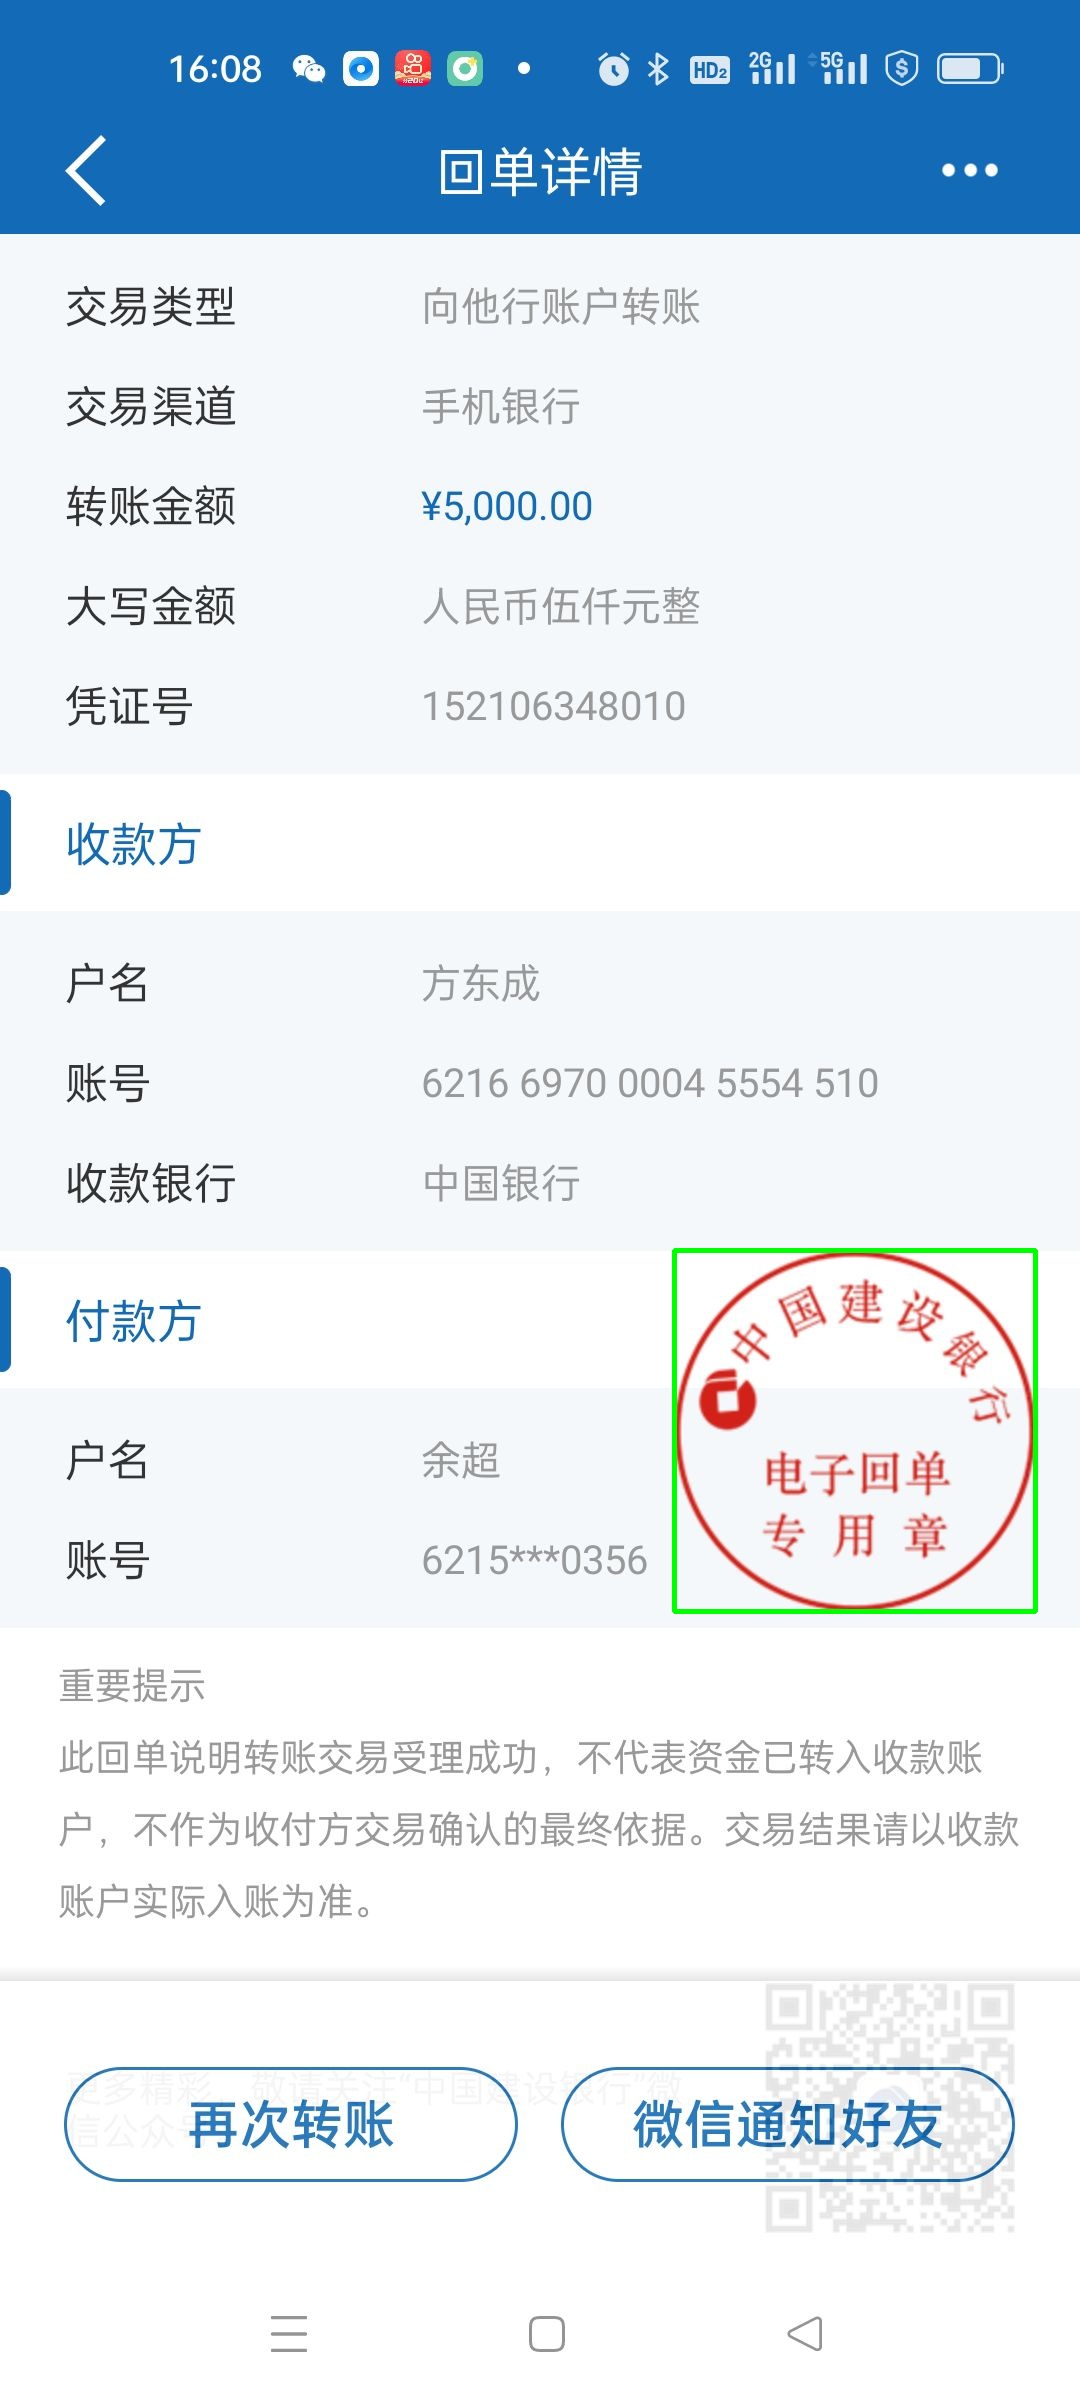 16:08
HD2
2G
5G
回单详情
交易类型 向他行账户转账
交易渠道 手机银行
转账金额 ¥5,000.00
大写金额 人民币伍仟元整
凭证号 152106348010
收款方
户名 方东成
账号 6216 6970 0004 5554 510
收款银行 中国银行
付款方
户名 余超
账号 6215***0356
中国建设银行
电子回单
专用章
重要提示
此回单说明转账交易受理成功，不代表资金已转入收款账
户，不作为收付方交易确认的最终依据。交易结果请以收款
账户实际入账为准。
更多精彩，敬请关注“中国建设银行”微
信公众
再次转账
微信通知好友